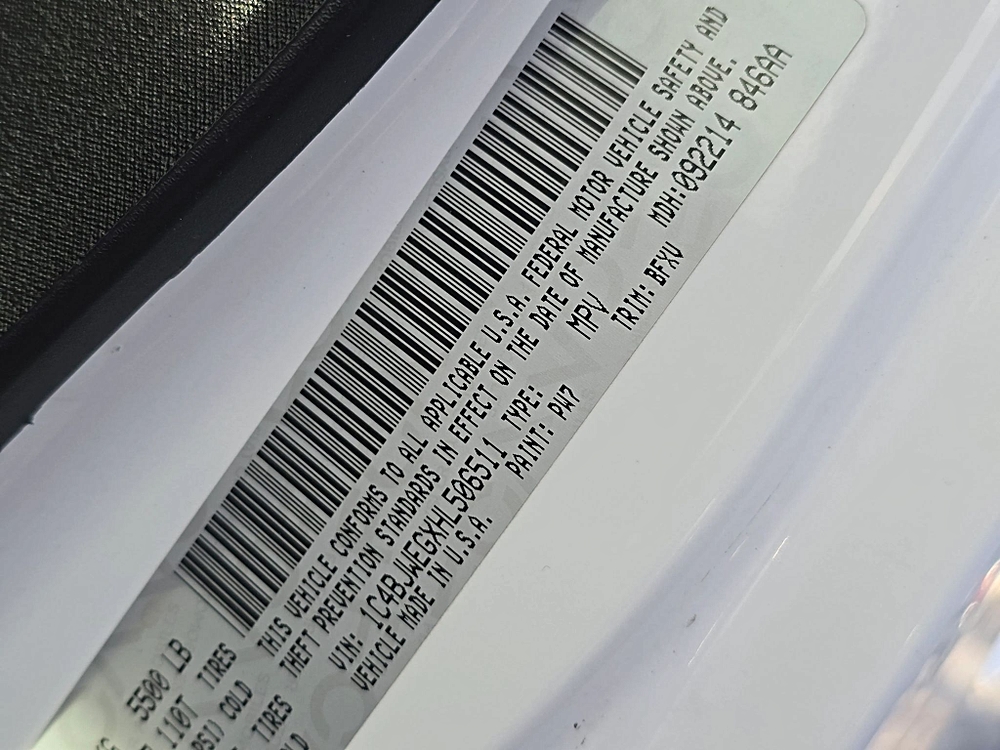 5500 LB
110T TIRES
PSI) COLD
TIRES
THIS VEHICLE CONFORMS TO ALL APPLICABLE U.S.A. FEDERAL MOTOR VEHICLE SAFETY AND
THEFT PREVENTION STANDARDS IN EFFECT ON THE DATE OF MANUFACTURE SHOWN ABOVE.
VIN: 1C4BJWEGXHL506511 TYPE: MPV MDH:092214 846AA
VEHICLE MADE IN U.S.A. PAINT: PW7 TRIM: BFXV